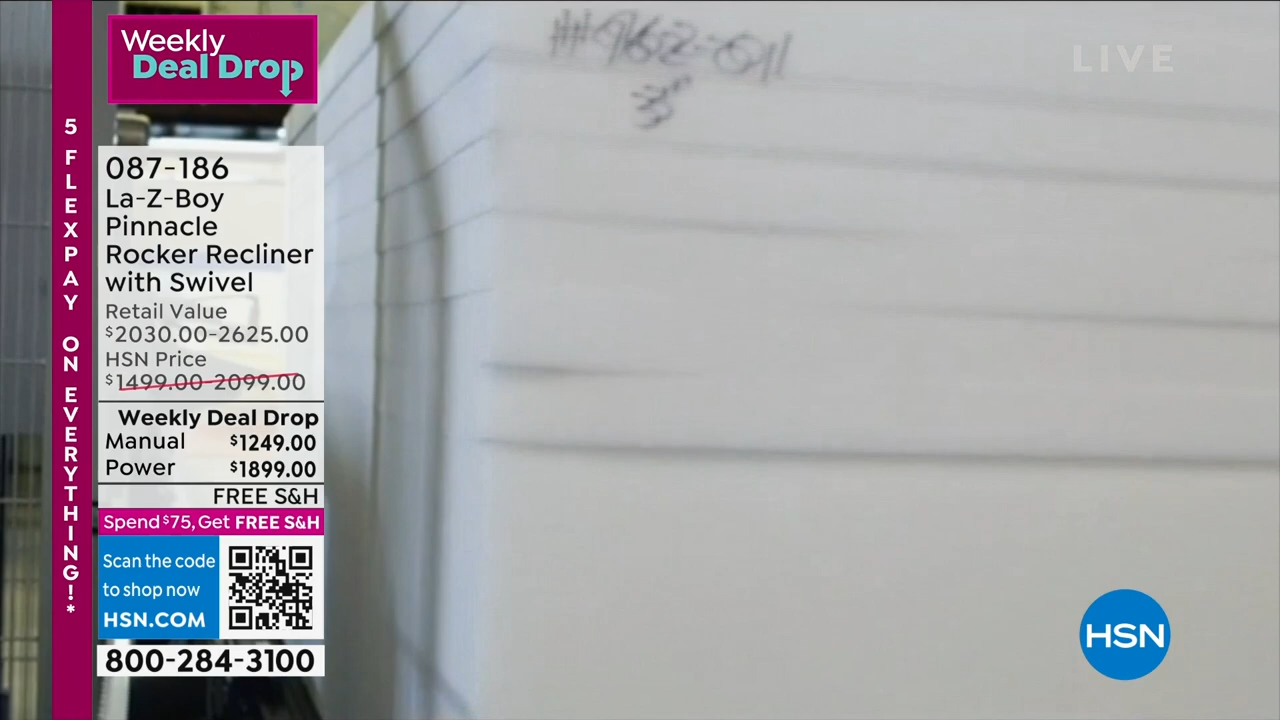 Weekly
Deal Drop
LIVE
5 FLEXPAY ON EVERYTHING!*
087-186
La-Z-Boy
Pinnacle
Rocker Recliner
with Swivel
Retail Value
$2030.00-2625.00
HSN Price
$1499.00-2099.00
Weekly Deal Drop
Manual $1249.00
Power $1899.00
FREE S&H
Spend $75, Get FREE S&H
Scan the code
to shop now
HSN.COM
800-284-3100
HSN